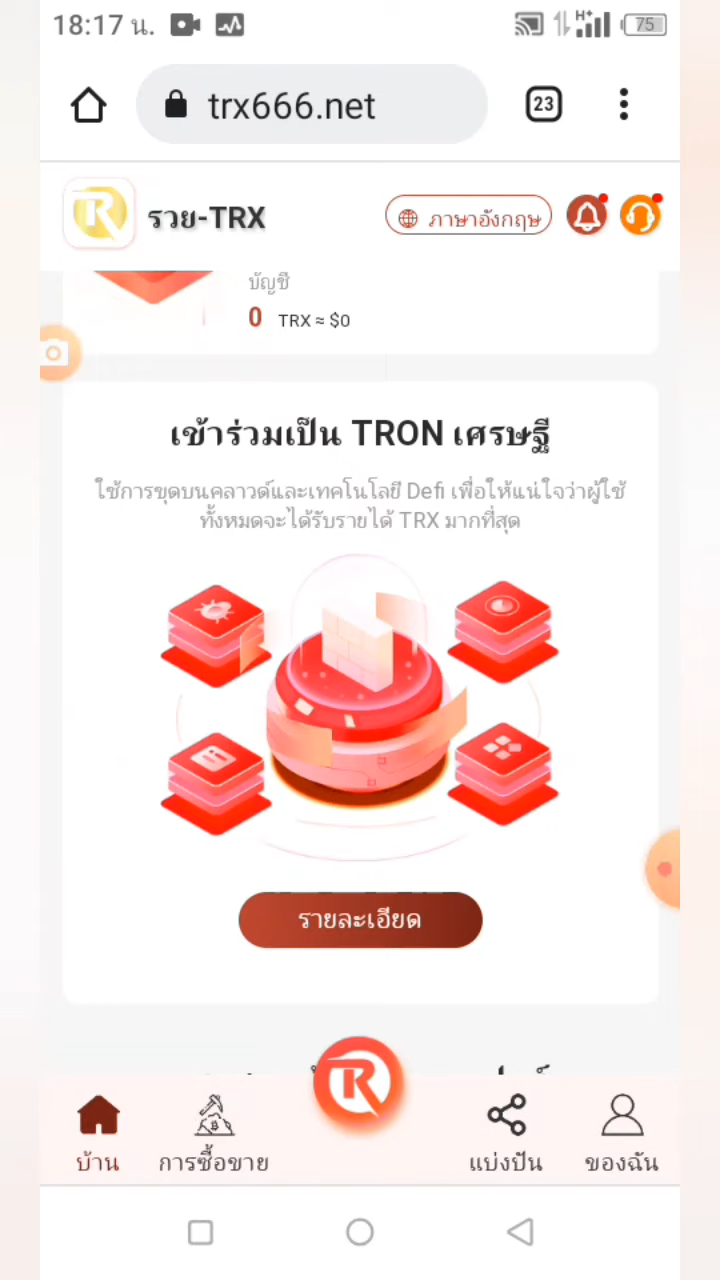 18:17 น.
75
trx666.net
23
รวย-TRX
ภาษาอังกฤษ
บัญชี
0 TRX ≈ $0
เข้าร่วมเป็น TRON เศรษฐี
ใช้การขุดบนคลาวด์และเทคโนโลยี Defi เพื่อให้แน่ใจว่าผู้ใช้
ทั้งหมดจะได้รับรายได้ TRX มากที่สุด
รายละเอียด
บ้าน
การซื้อขาย
แบ่งปัน
ของฉัน